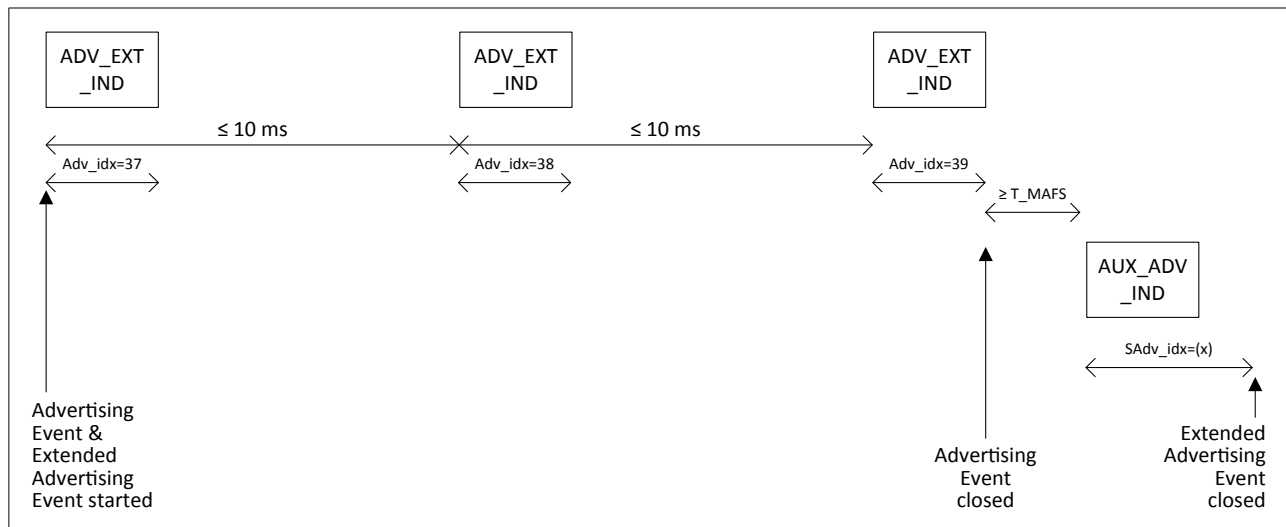 ADV_EXT
_IND
ADV_EXT
_IND
ADV_EXT
_IND
≤ 10 ms
≤ 10 ms
Adv_idx=37
Adv_idx=38
Adv_idx=39
≥ T_MAFS
AUX_ADV
_IND
SAdv_idx=(x)
Advertising
Event &
Extended
Advertising
Event started
Advertising
Event
closed
Extended
Advertising
Event
closed